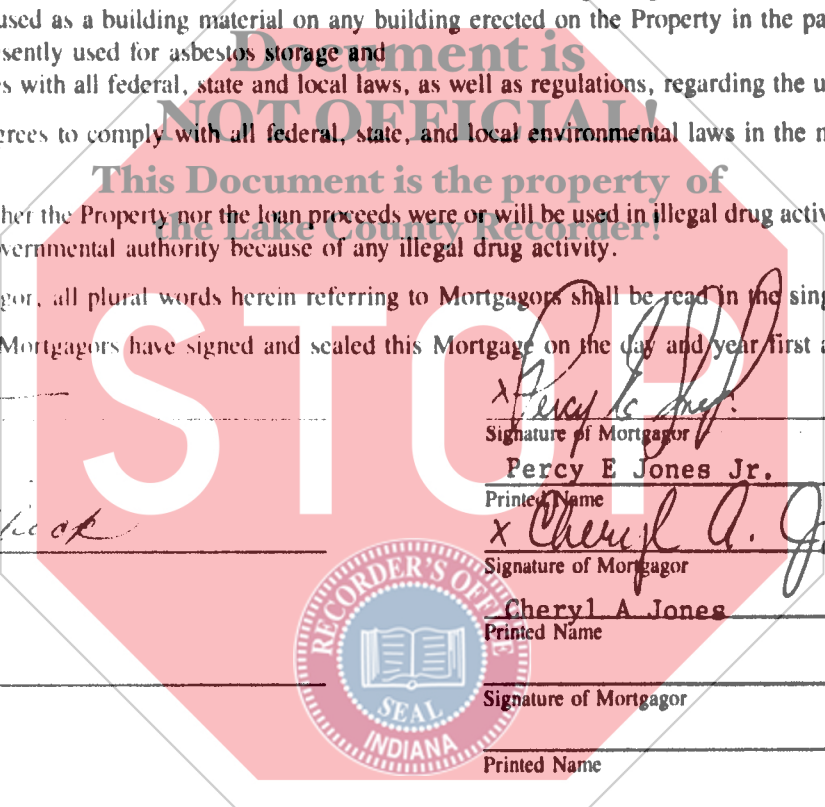 used as a building material on any building erected on the Property in the pa
sently used for asbestos storage and
s with all federal, state and local laws, as well as regulations, regarding the u
rees to comply with all federal, state, and local environmental laws in the m
her the Property nor the loan proceeds were or will be used in illegal drug activ
vernmental authority because of any illegal drug activity.
gor, all plural words herein referring to Mortgagors shall be read in the sing
Mortgagors have signed and sealed this Mortgage on the day and year first a
Document is
NOT OFFICIAL!
This Document is the property of
the Lake County Recorder!
STOP
x Percy E Jones Jr.
Signature of Mortgagor
Percy E Jones Jr.
Printed Name
x Cheryl A. Jo
Signature of Mortgagor
Cheryl A Jones
Printed Name
Signature of Mortgagor
Printed Name
RECORDER'S OFFICE
SEAL
INDIANA